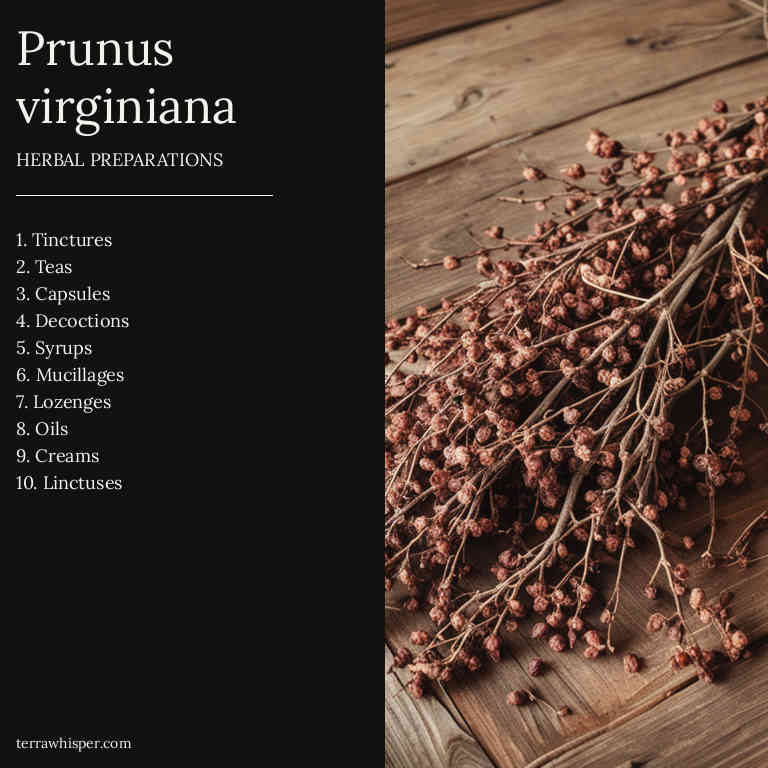 Prunus
virginiana
HERBAL PREPARATIONS
1. Tinctures
2. Teas
3. Capsules
4. Decoctions
5. Syrups
6. Mucillages
7. Lozenges
8. Oils
9. Creams
10. Linctuses
terrawhisper.com